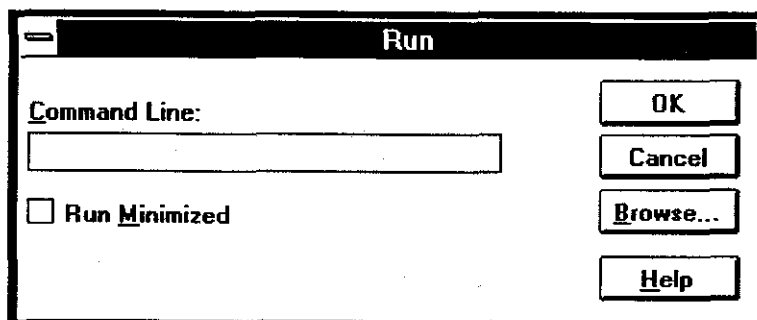 Run
Command Line:
Run Minimized
OK
Cancel
Browse...
Help